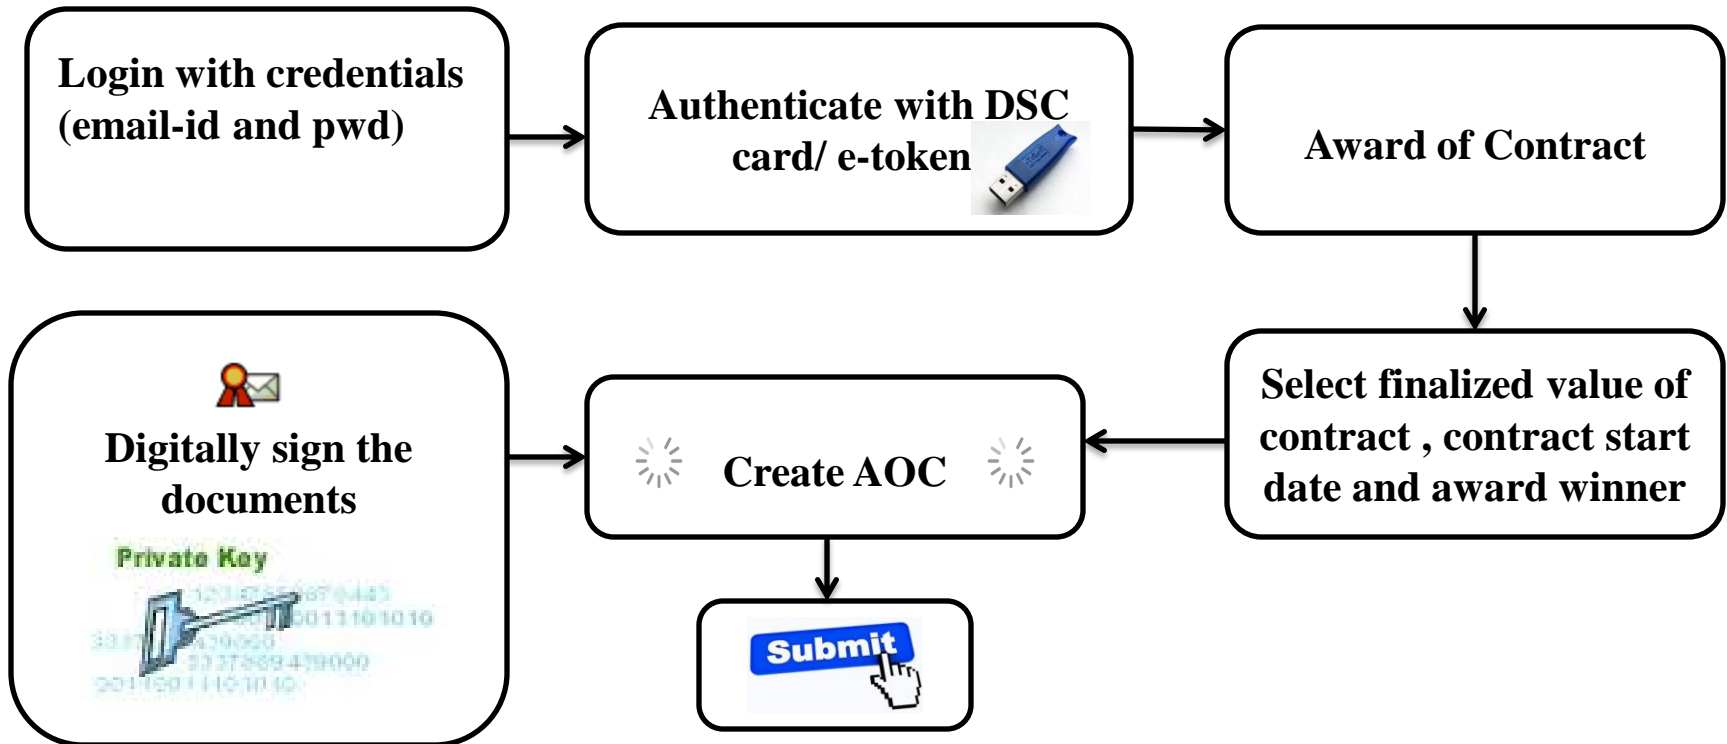 Login with credentials
(email-id and pwd)
Authenticate with DSC
card/ e-token
Award of Contract
Select finalized value of
contract , contract start
date and award winner
Create AOC
Digitally sign the
documents
Private Key
Submit